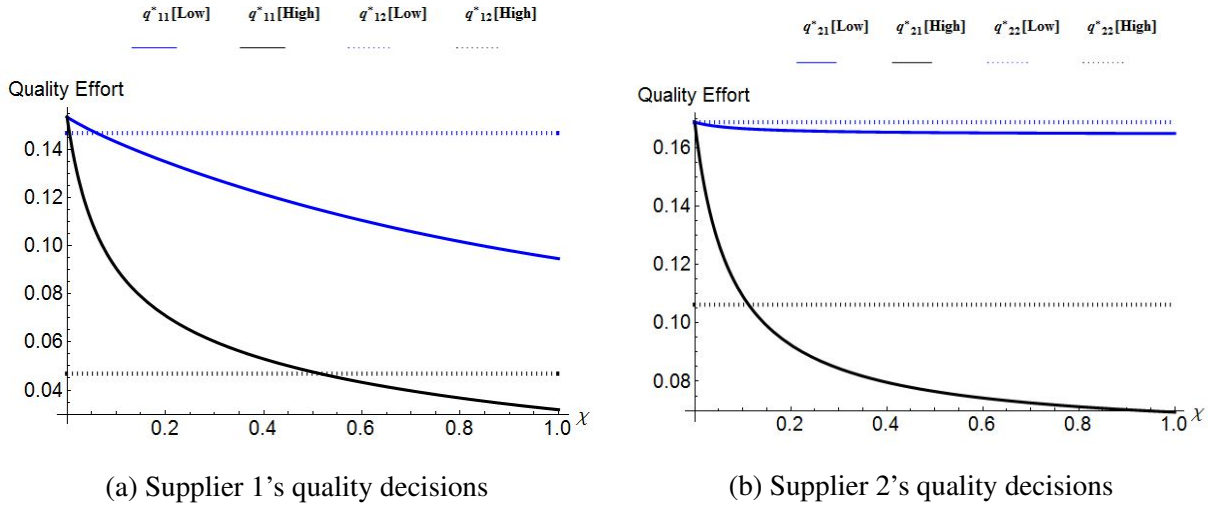 q*11[Low] q*11[High] q*12[Low] q*12[High]
Quality Effort
0.14
0.12
0.10
0.08
0.06
0.04
0.2 0.4 0.6 0.8 1.0 χ
(a) Supplier 1's quality decisions
q*21[Low] q*21[High] q*22[Low] q*22[High]
Quality Effort
0.16
0.14
0.12
0.10
0.08
0.2 0.4 0.6 0.8 1.0 χ
(b) Supplier 2's quality decisions